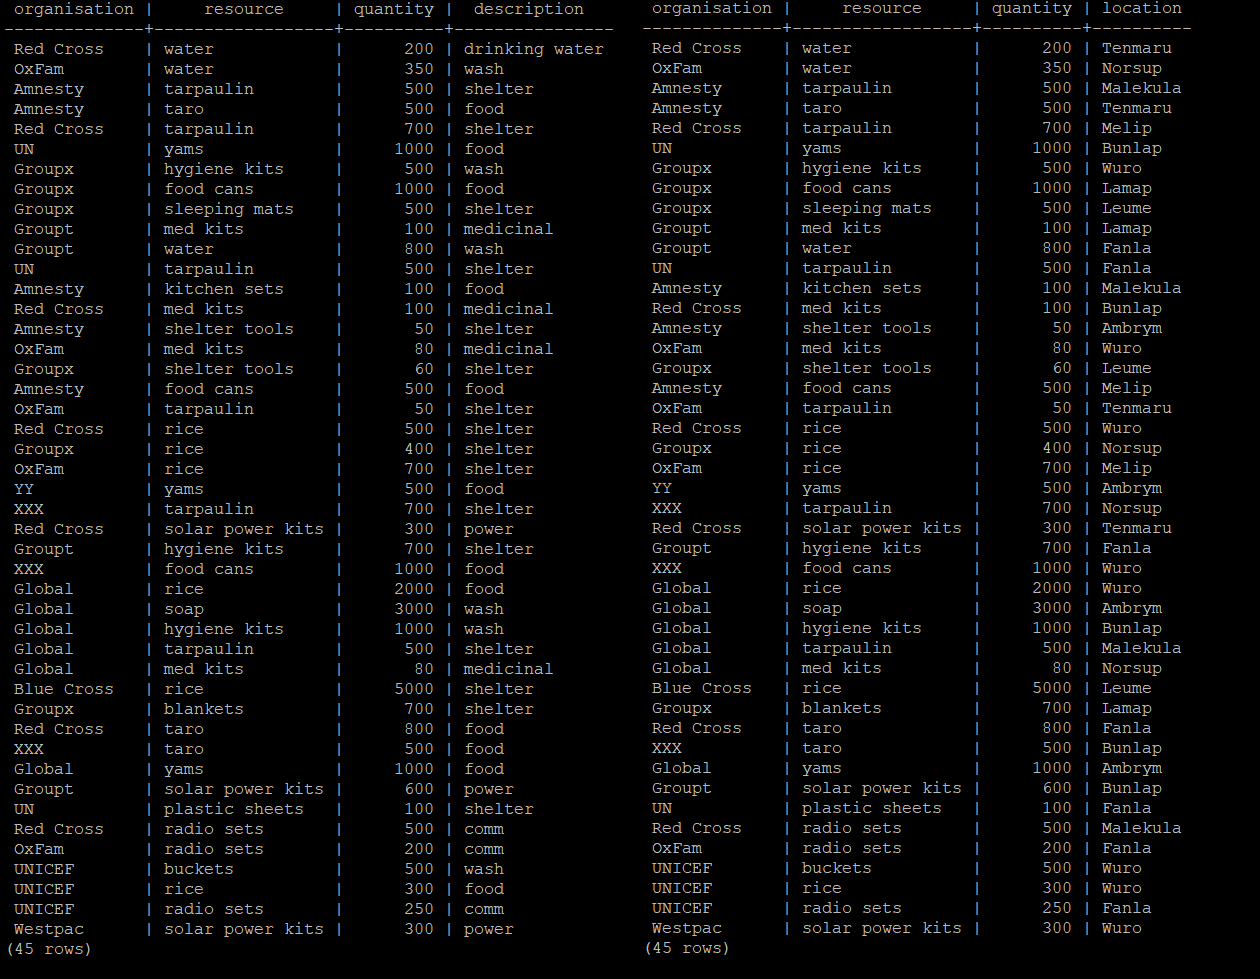 organisation | resource | quantity | description
--------------+------------------+----------+----------------
Red Cross | water | 200 | drinking water
OxFam | water | 350 | wash
Amnesty | tarpaulin | 500 | shelter
Amnesty | taro | 500 | food
Red Cross | tarpaulin | 700 | shelter
UN | yams | 1000 | food
Groupx | hygiene kits | 500 | wash
Groupx | food cans | 1000 | food
Groupx | sleeping mats | 500 | shelter
Groupt | med kits | 100 | medicinal
Groupt | water | 800 | wash
UN | tarpaulin | 500 | shelter
Amnesty | kitchen sets | 100 | food
Red Cross | med kits | 100 | medicinal
Amnesty | shelter tools | 50 | shelter
OxFam | med kits | 80 | medicinal
Groupx | shelter tools | 60 | shelter
Amnesty | food cans | 500 | food
OxFam | tarpaulin | 50 | shelter
Red Cross | rice | 500 | shelter
Groupx | rice | 400 | shelter
OxFam | rice | 700 | shelter
YY | yams | 500 | food
XXX | tarpaulin | 700 | shelter
Red Cross | solar power kits | 300 | power
Groupt | hygiene kits | 700 | shelter
XXX | food cans | 1000 | food
Global | rice | 2000 | food
Global | soap | 3000 | wash
Global | hygiene kits | 1000 | wash
Global | tarpaulin | 500 | shelter
Global | med kits | 80 | medicinal
Blue Cross | rice | 5000 | shelter
Groupx | blankets | 700 | shelter
Red Cross | taro | 800 | food
XXX | taro | 500 | food
Global | yams | 1000 | food
Groupt | solar power kits | 600 | power
UN | plastic sheets | 100 | shelter
Red Cross | radio sets | 500 | comm
OxFam | radio sets | 200 | comm
UNICEF | buckets | 500 | wash
UNICEF | rice | 300 | food
UNICEF | radio sets | 250 | comm
Westpac | solar power kits | 300 | power
(45 rows)
organisation | resource | quantity | location
--------------+------------------+----------+----------
Red Cross | water | 200 | Tenmaru
OxFam | water | 350 | Norsup
Amnesty | tarpaulin | 500 | Malekula
Amnesty | taro | 500 | Tenmaru
Red Cross | tarpaulin | 700 | Melip
UN | yams | 1000 | Bunlap
Groupx | hygiene kits | 500 | Wuro
Groupx | food cans | 1000 | Lamap
Groupx | sleeping mats | 500 | Leume
Groupt | med kits | 100 | Lamap
Groupt | water | 800 | Fanla
UN | tarpaulin | 500 | Fanla
Amnesty | kitchen sets | 100 | Malekula
Red Cross | med kits | 100 | Bunlap
Amnesty | shelter tools | 50 | Ambrym
OxFam | med kits | 80 | Wuro
Groupx | shelter tools | 60 | Leume
Amnesty | food cans | 500 | Melip
OxFam | tarpaulin | 50 | Tenmaru
Red Cross | rice | 500 | Wuro
Groupx | rice | 400 | Norsup
OxFam | rice | 700 | Melip
YY | yams | 500 | Ambrym
XXX | tarpaulin | 700 | Norsup
Red Cross | solar power kits | 300 | Tenmaru
Groupt | hygiene kits | 700 | Fanla
XXX | food cans | 1000 | Wuro
Global | rice | 2000 | Wuro
Global | soap | 3000 | Ambrym
Global | hygiene kits | 1000 | Bunlap
Global | tarpaulin | 500 | Malekula
Global | med kits | 80 | Norsup
Blue Cross | rice | 5000 | Leume
Groupx | blankets | 700 | Lamap
Red Cross | taro | 800 | Fanla
XXX | taro | 500 | Bunlap
Global | yams | 1000 | Ambrym
Groupt | solar power kits | 600 | Bunlap
UN | plastic sheets | 100 | Fanla
Red Cross | radio sets | 500 | Malekula
OxFam | radio sets | 200 | Fanla
UNICEF | buckets | 500 | Wuro
UNICEF | rice | 300 | Wuro
UNICEF | radio sets | 250 | Fanla
Westpac | solar power kits | 300 | Wuro
(45 rows)